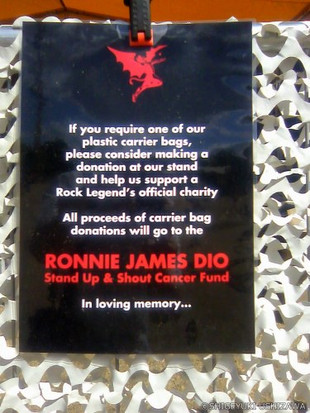 If you require one of our
plastic carrier bags,
please consider making a
donation at our stand
and help us support a
Rock Legend's official charity
All proceeds of carrier bag
donations will go to the
RONNIE JAMES DIO
Stand Up & Shout Cancer Fund
In loving memory...